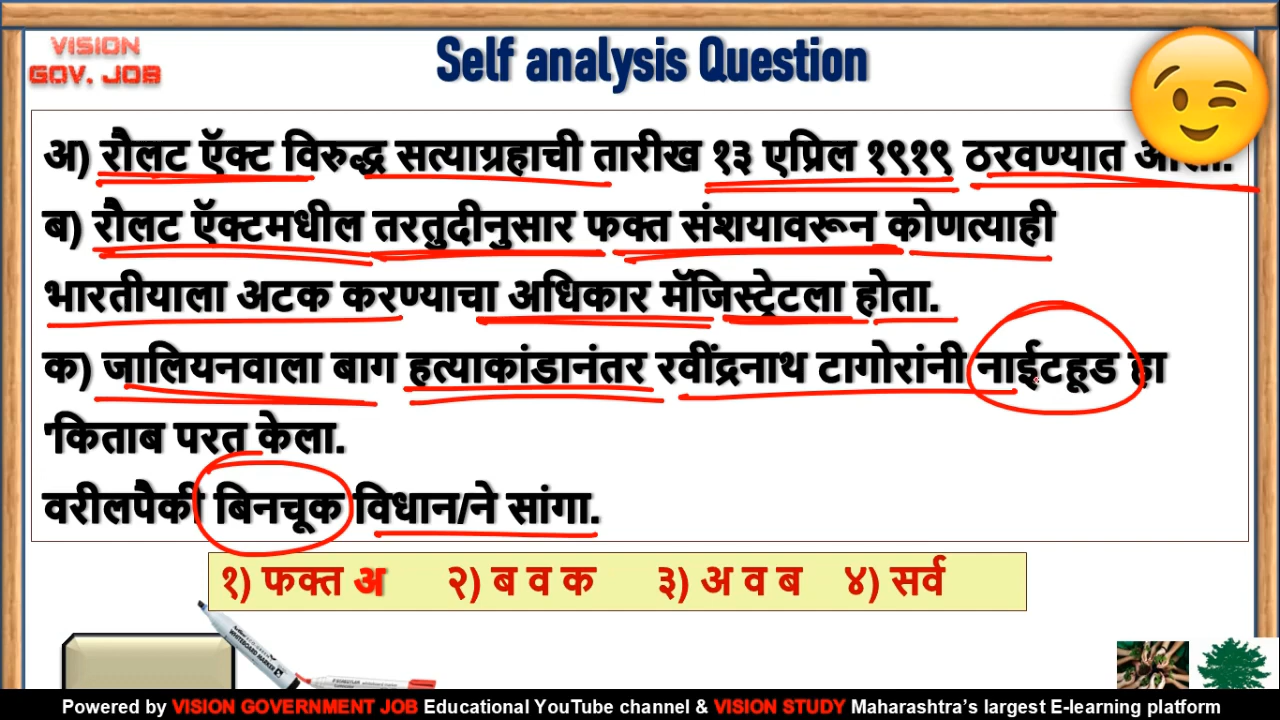 VISION
GOV. JOB
Self analysis Question
अ) रौलट ऍक्ट विरुद्ध सत्याग्रहाची तारीख १३ एप्रिल १९१९ ठरवण्यात
ब) रौलट ऍक्टमधील तरतुदीनुसार फक्त संशयावरून कोणत्याही
भारतीयाला अटक करण्याचा अधिकार मॅजिस्ट्रेटला होता.
क) जालियनवाला बाग हत्याकांडानंतर रवींद्रनाथ टागोरांनी नाईटहूड हा
'किताब परत केला.
वरीलपैकी बिनचूक विधान/ने सांगा.
१) फक्त अ २) ब व क ३) अ व ब ४) सर्व
Powered by VISION GOVERNMENT JOB Educational YouTube channel & VISION STUDY Maharashtra's largest E-learning platform